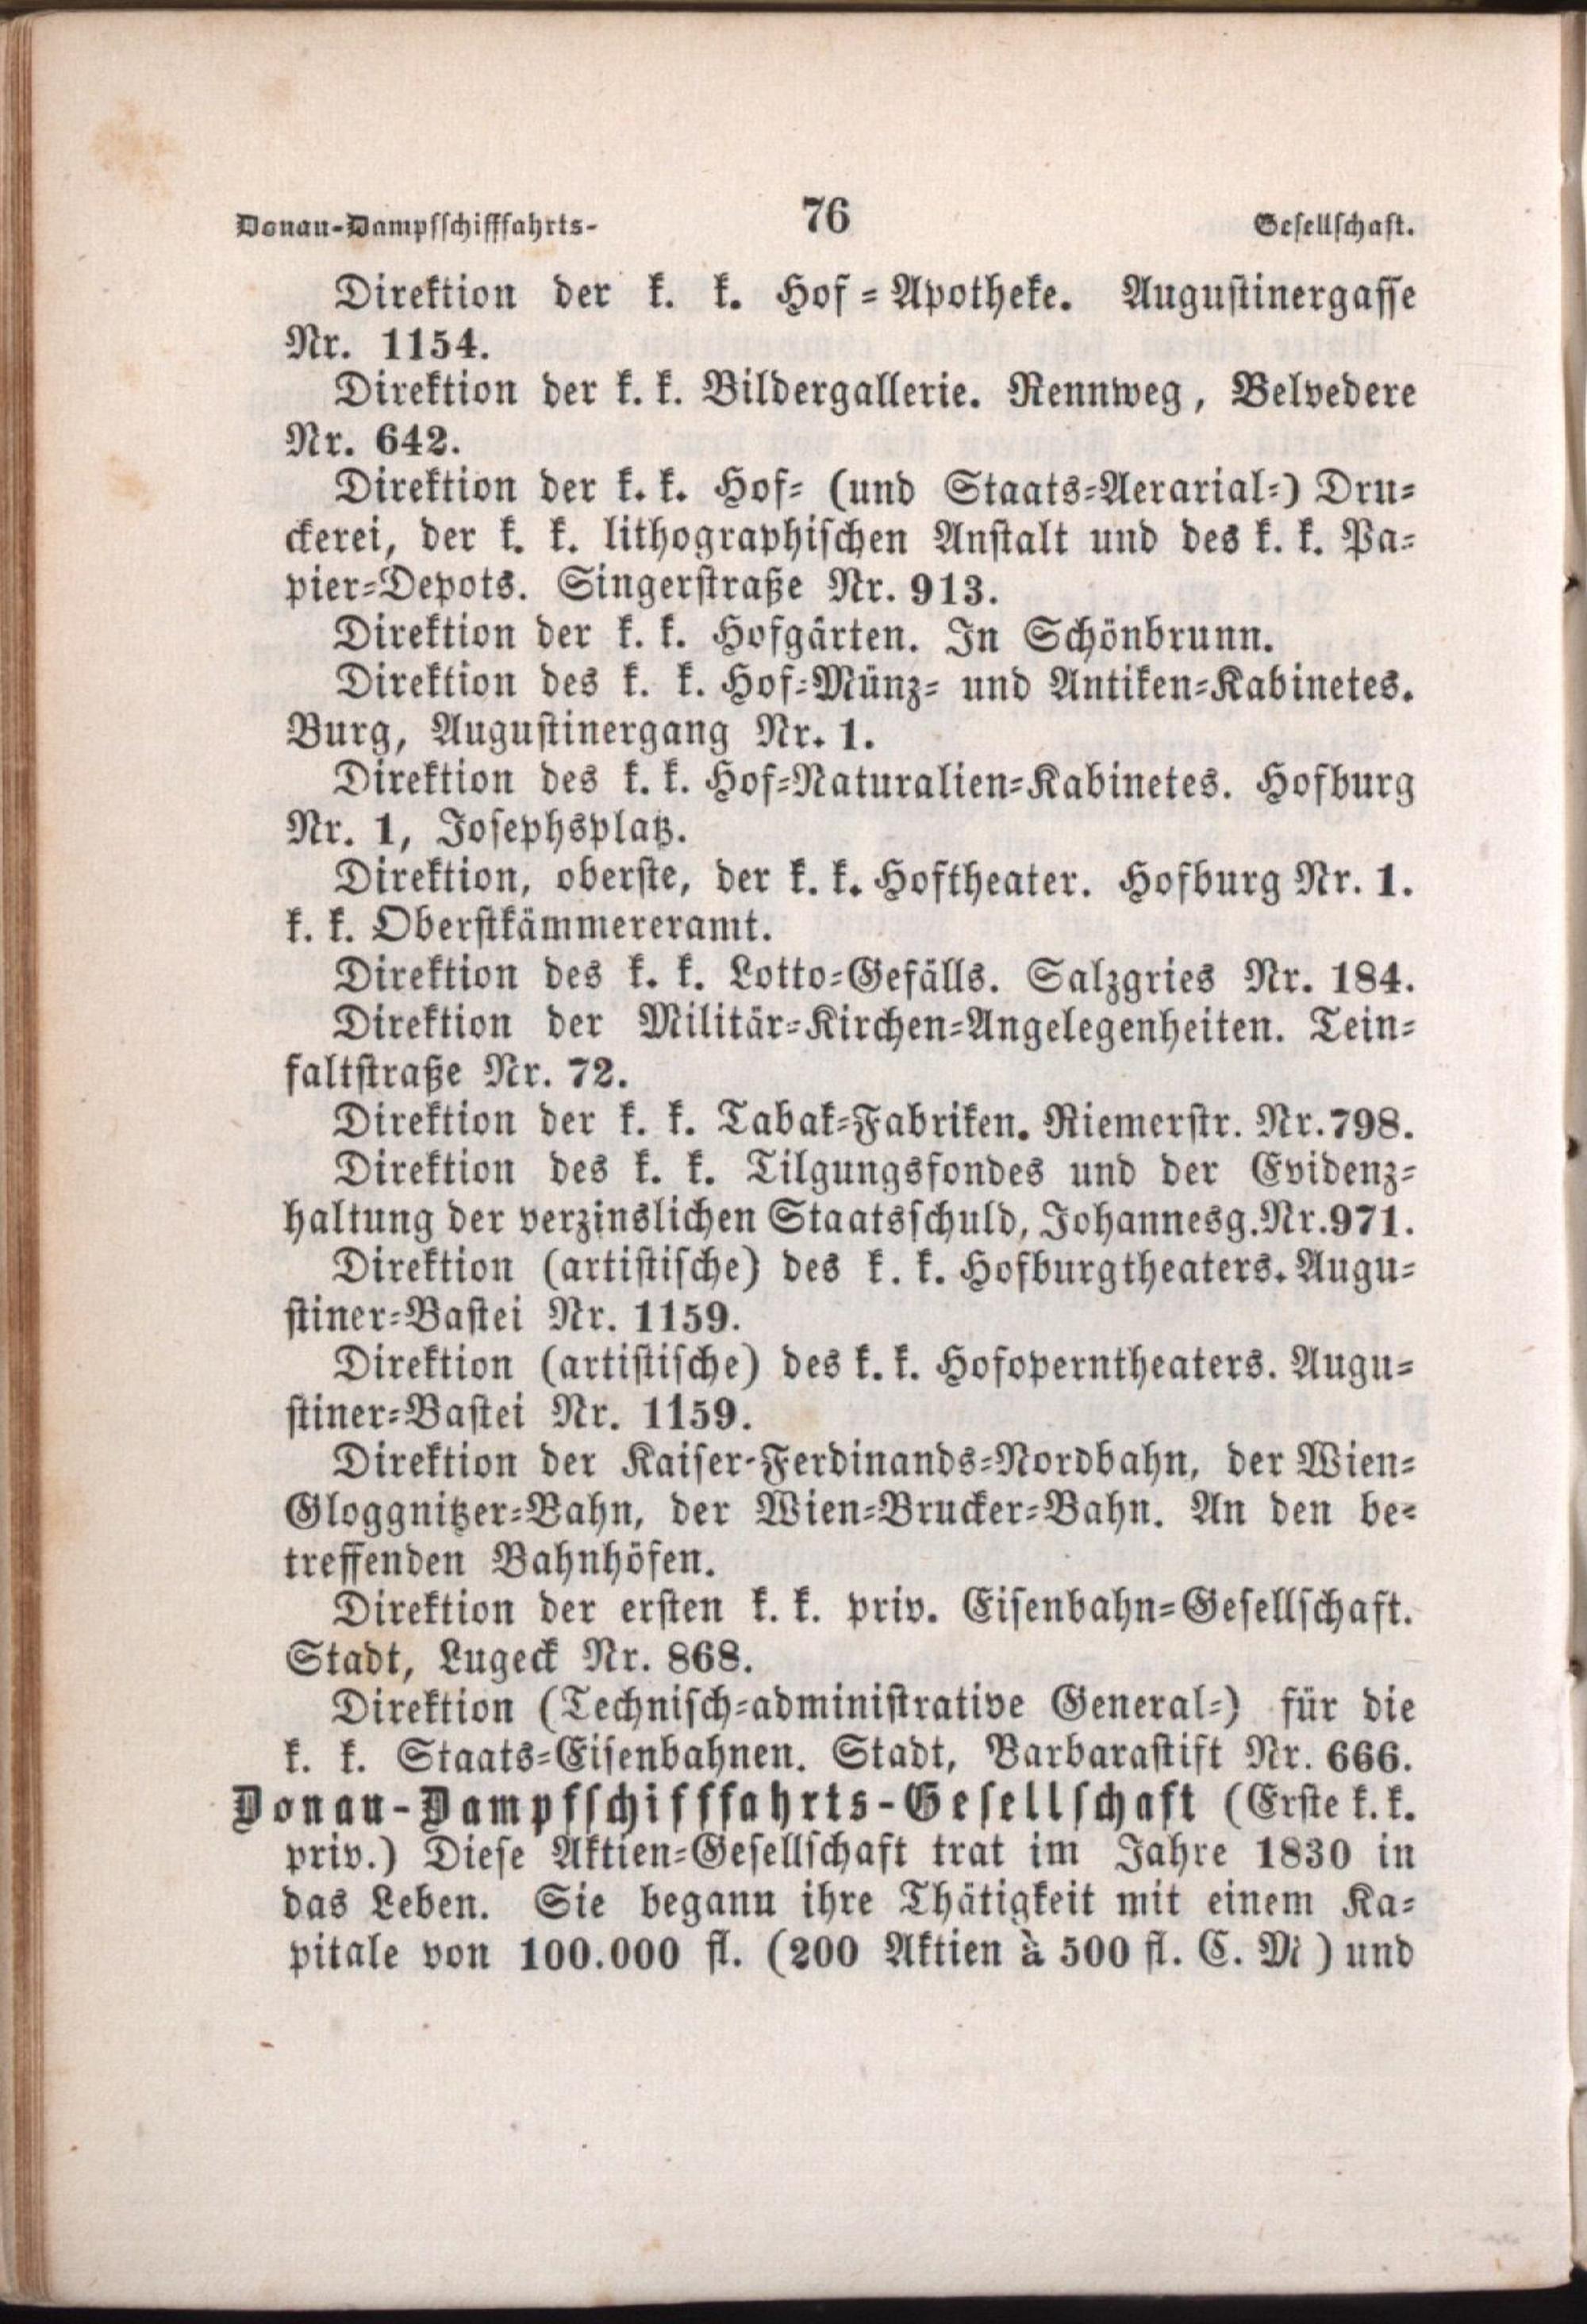 Donau-Dampfschifffahrts-
76
Gesellschaft.
Direktion der k. k. Hof-Apotheke. Augustinergasse
Nr. 1154.
Direktion der k. k. Bildergallerie. Rennweg, Belvedere
Nr. 642.
Direktion der k. k. Hof- (und Staats-Aerarial-) Dru-
ckerei, der k. k. lithographischen Anstalt und des k. k. Pa-
pier-Depots. Singerstraße Nr. 913.
Direktion der k. k. Hofgärten. In Schönbrunn.
Direktion des k. k. Hof-Münz- und Antiken-Kabinetes.
Burg, Augustinergang Nr. 1.
Direktion des k. k. Hof-Naturalien-Kabinetes. Hofburg
Nr. 1, Josephsplatz.
Direktion, oberste, der k. k. Hoftheater. Hofburg Nr. 1.
k. k. Oberstkämmereramt.
Direktion des k. k. Lotto-Gefälls. Salzgries Nr. 184.
Direktion der Militär-Kirchen-Angelegenheiten. Tein-
faltstraße Nr. 72.
Direktion der k. k. Tabak-Fabriken. Riemerstr. Nr. 798.
Direktion des k. k. Tilgungsfondes und der Evidenz-
haltung der verzinslichen Staatsschuld, Johannesg. Nr. 971.
Direktion (artistische) des k. k. Hofburgtheaters. Augu-
stiner-Bastei Nr. 1159.
Direktion (artistische) des k. k. Hofoperntheaters. Augu-
stiner-Bastei Nr. 1159.
Direktion der Kaiser-Ferdinands-Nordbahn, der Wien-
Gloggnitzer-Bahn, der Wien-Brucker-Bahn. An den be-
treffenden Bahnhöfen.
Direktion der ersten k. k. priv. Eisenbahn-Gesellschaft.
Stadt, Lugeck Nr. 868.
Direktion (Technisch-administrative General-) für die
k. k. Staats-Eisenbahnen. Stadt, Barbarastift Nr. 666.
Donau-Dampfschifffahrts-Gesellschaft (Erste k. k.
priv.) Diese Aktien-Gesellschaft trat im Jahre 1830 in
das Leben. Sie begann ihre Thätigkeit mit einem Ka-
pitale von 100.000 fl. (200 Aktien à 500 fl. C. M ) und